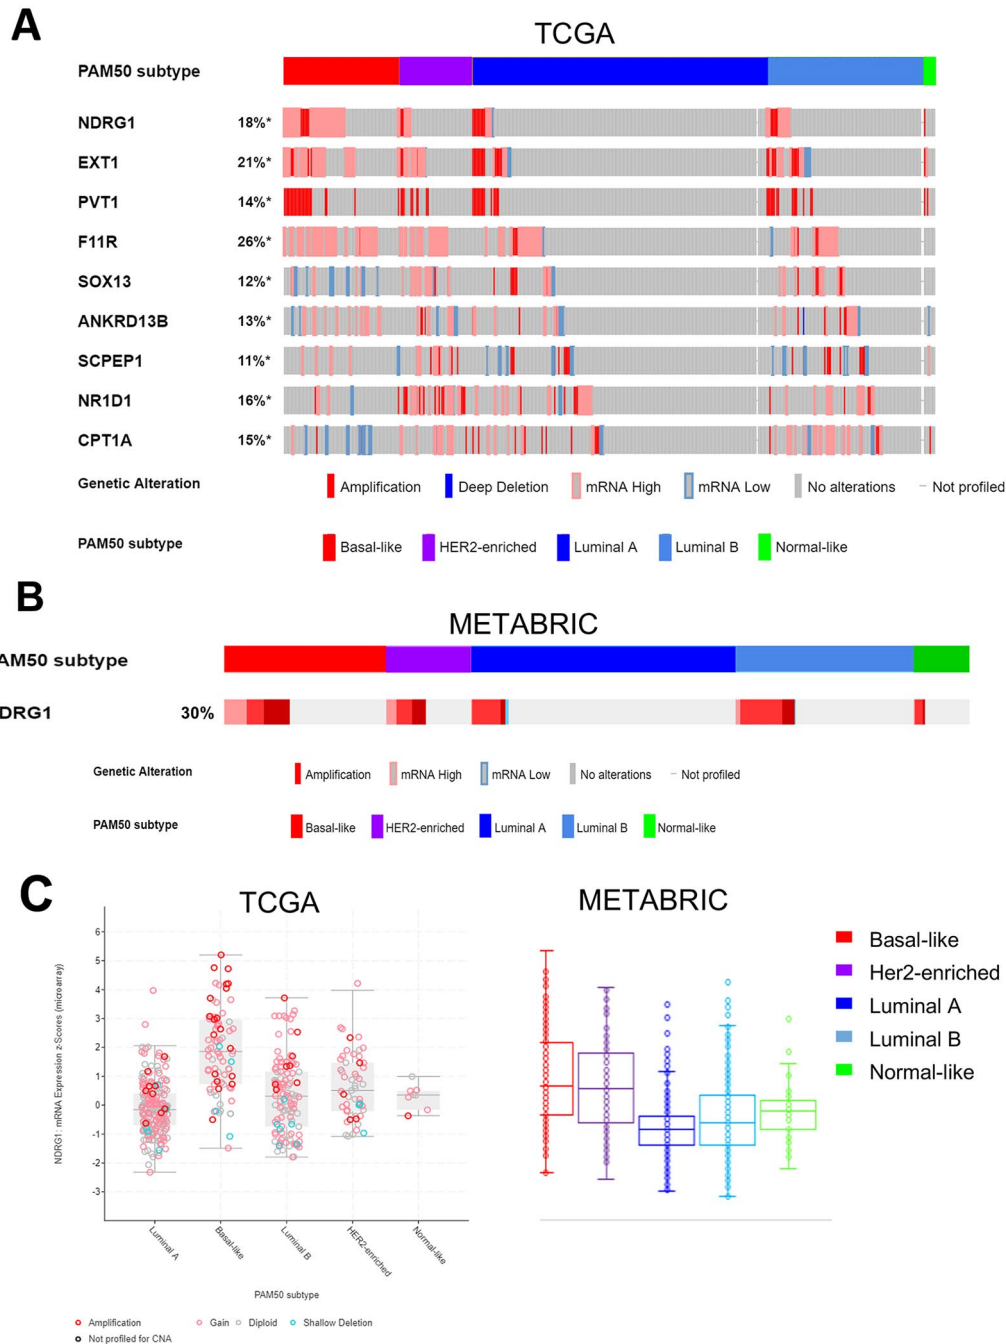 A
TCGA
PAM50 subtype
NDRG1 18%*
EXT1 21%*
PVT1 14%*
F11R 26%*
SOX13 12%*
ANKRD13B 13%*
SCPEP1 11%*
NR1D1 16%*
CPT1A 15%*
Genetic Alteration Amplification Deep Deletion mRNA High mRNA Low No alterations Not profiled
PAM50 subtype Basal-like HER2-enriched Luminal A Luminal B Normal-like
B
METABRIC
AM50 subtype
DRG1 30%
Genetic Alteration Amplification mRNA High mRNA Low No alterations Not profiled
PAM50 subtype Basal-like HER2-enriched Luminal A Luminal B Normal-like
C
TCGA
METABRIC
NDRG1: mRNA Expression z-Scores (microarray)
6
5
4
3
2
1
0
-1
-2
-3
Luminal A
Basal-like
Luminal B
HER2-enriched
Normal-like
PAM50 subtype
Amplification Gain Diploid Shallow Deletion
Not profiled for CNA
Basal-like
Her2-enriched
Luminal A
Luminal B
Normal-like